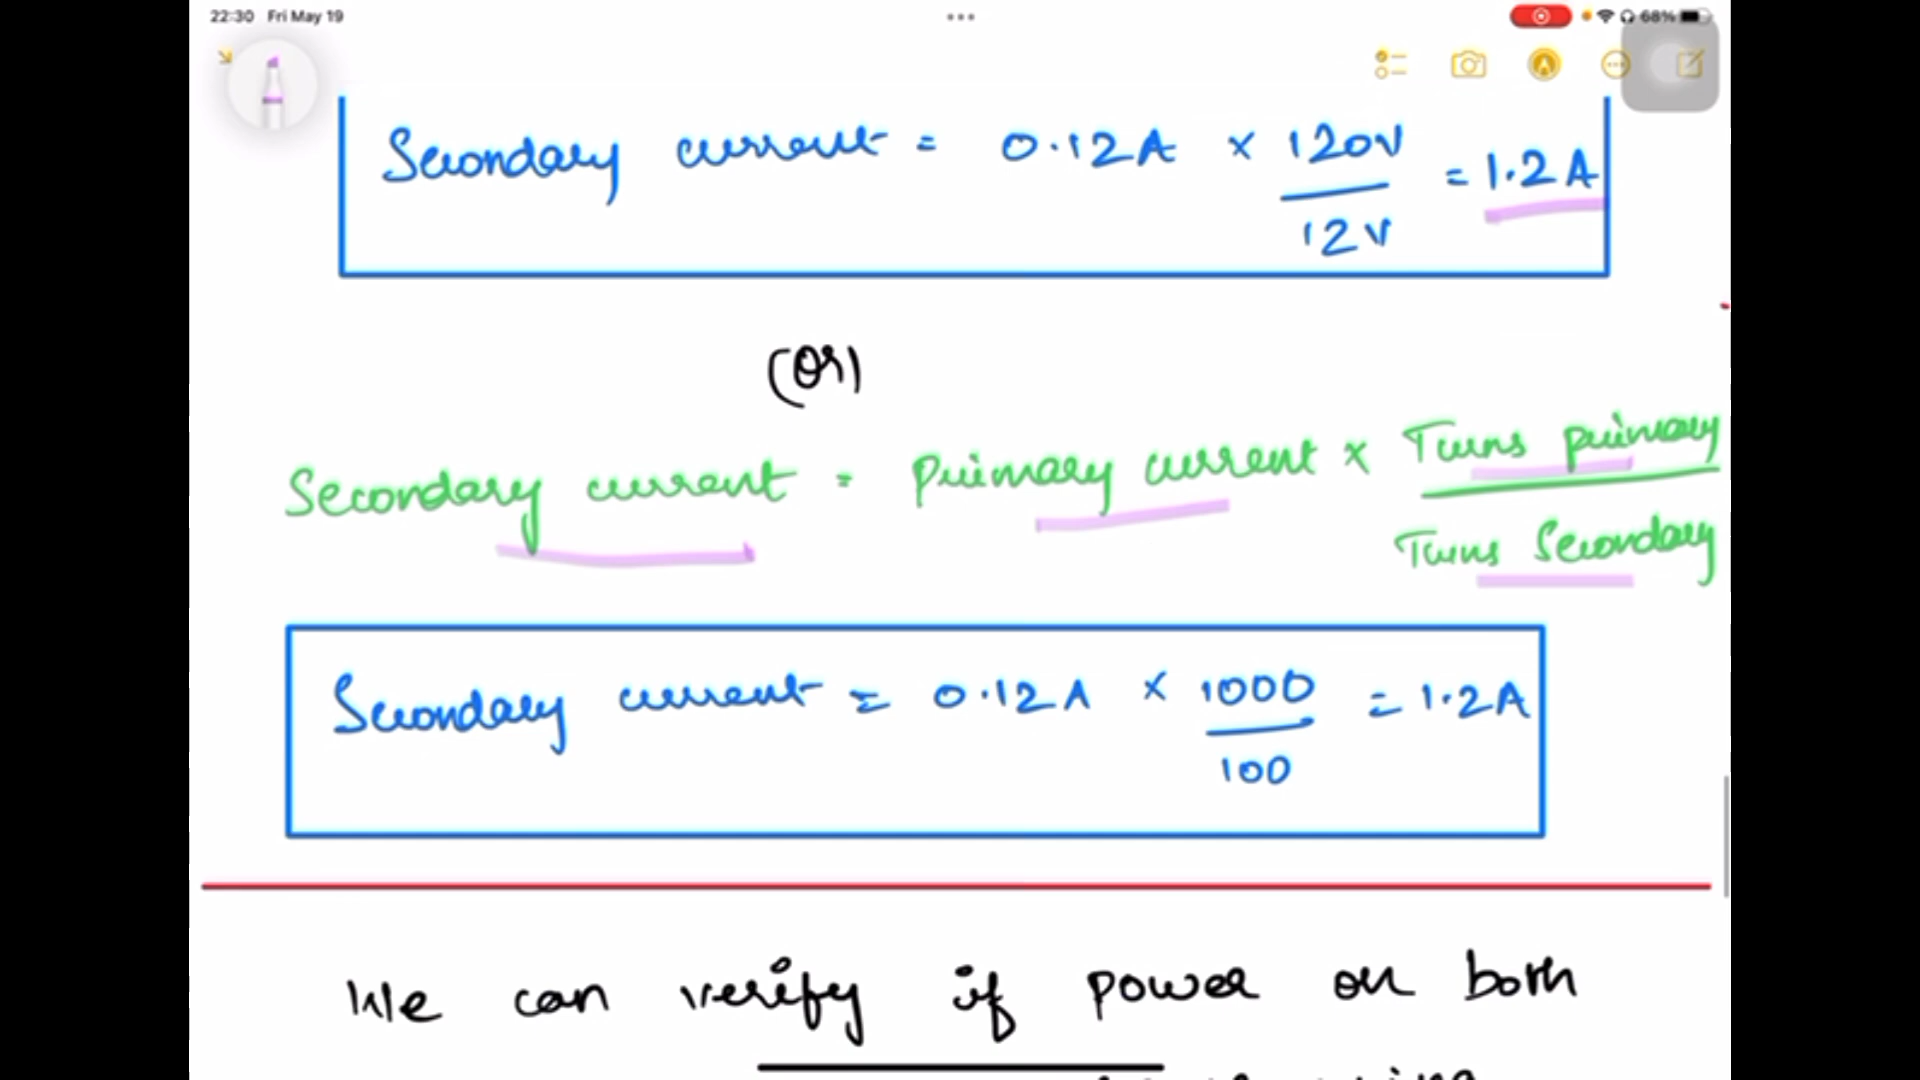 22:30 Fri May 19
68%
Secondary current = 0.12A × 120V / 12V = 1.2A
(or)
Secondary current = Primary current × Turns primary / Turns Secondary
Secondary current = 0.12A × 1000 / 100 = 1.2A
We can verify if power on both